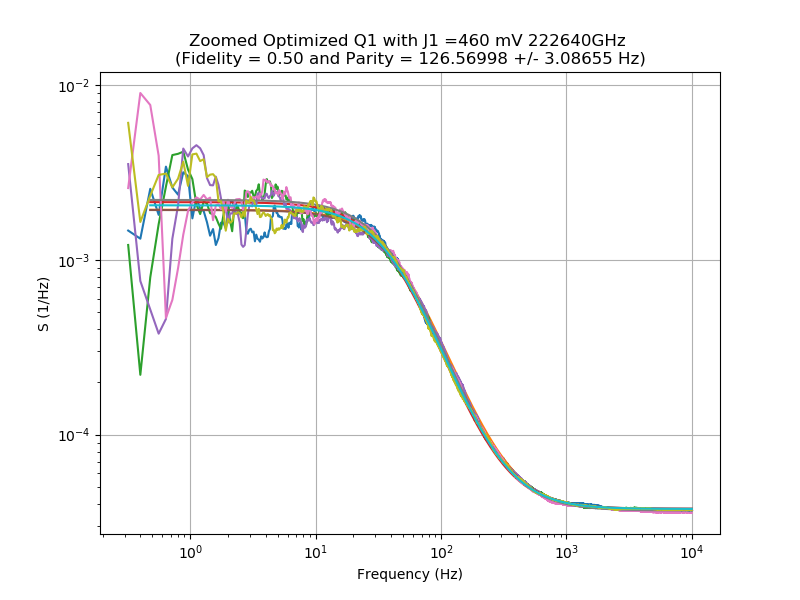 Zoomed Optimized Q1 with J1 =460 mV 222640GHz
(Fidelity = 0.50 and Parity = 126.56998 +/- 3.08655 Hz)
10⁻²
10⁻³
10⁻⁴
S (1/Hz)
10⁰ 10¹ 10² 10³ 10⁴
Frequency (Hz)